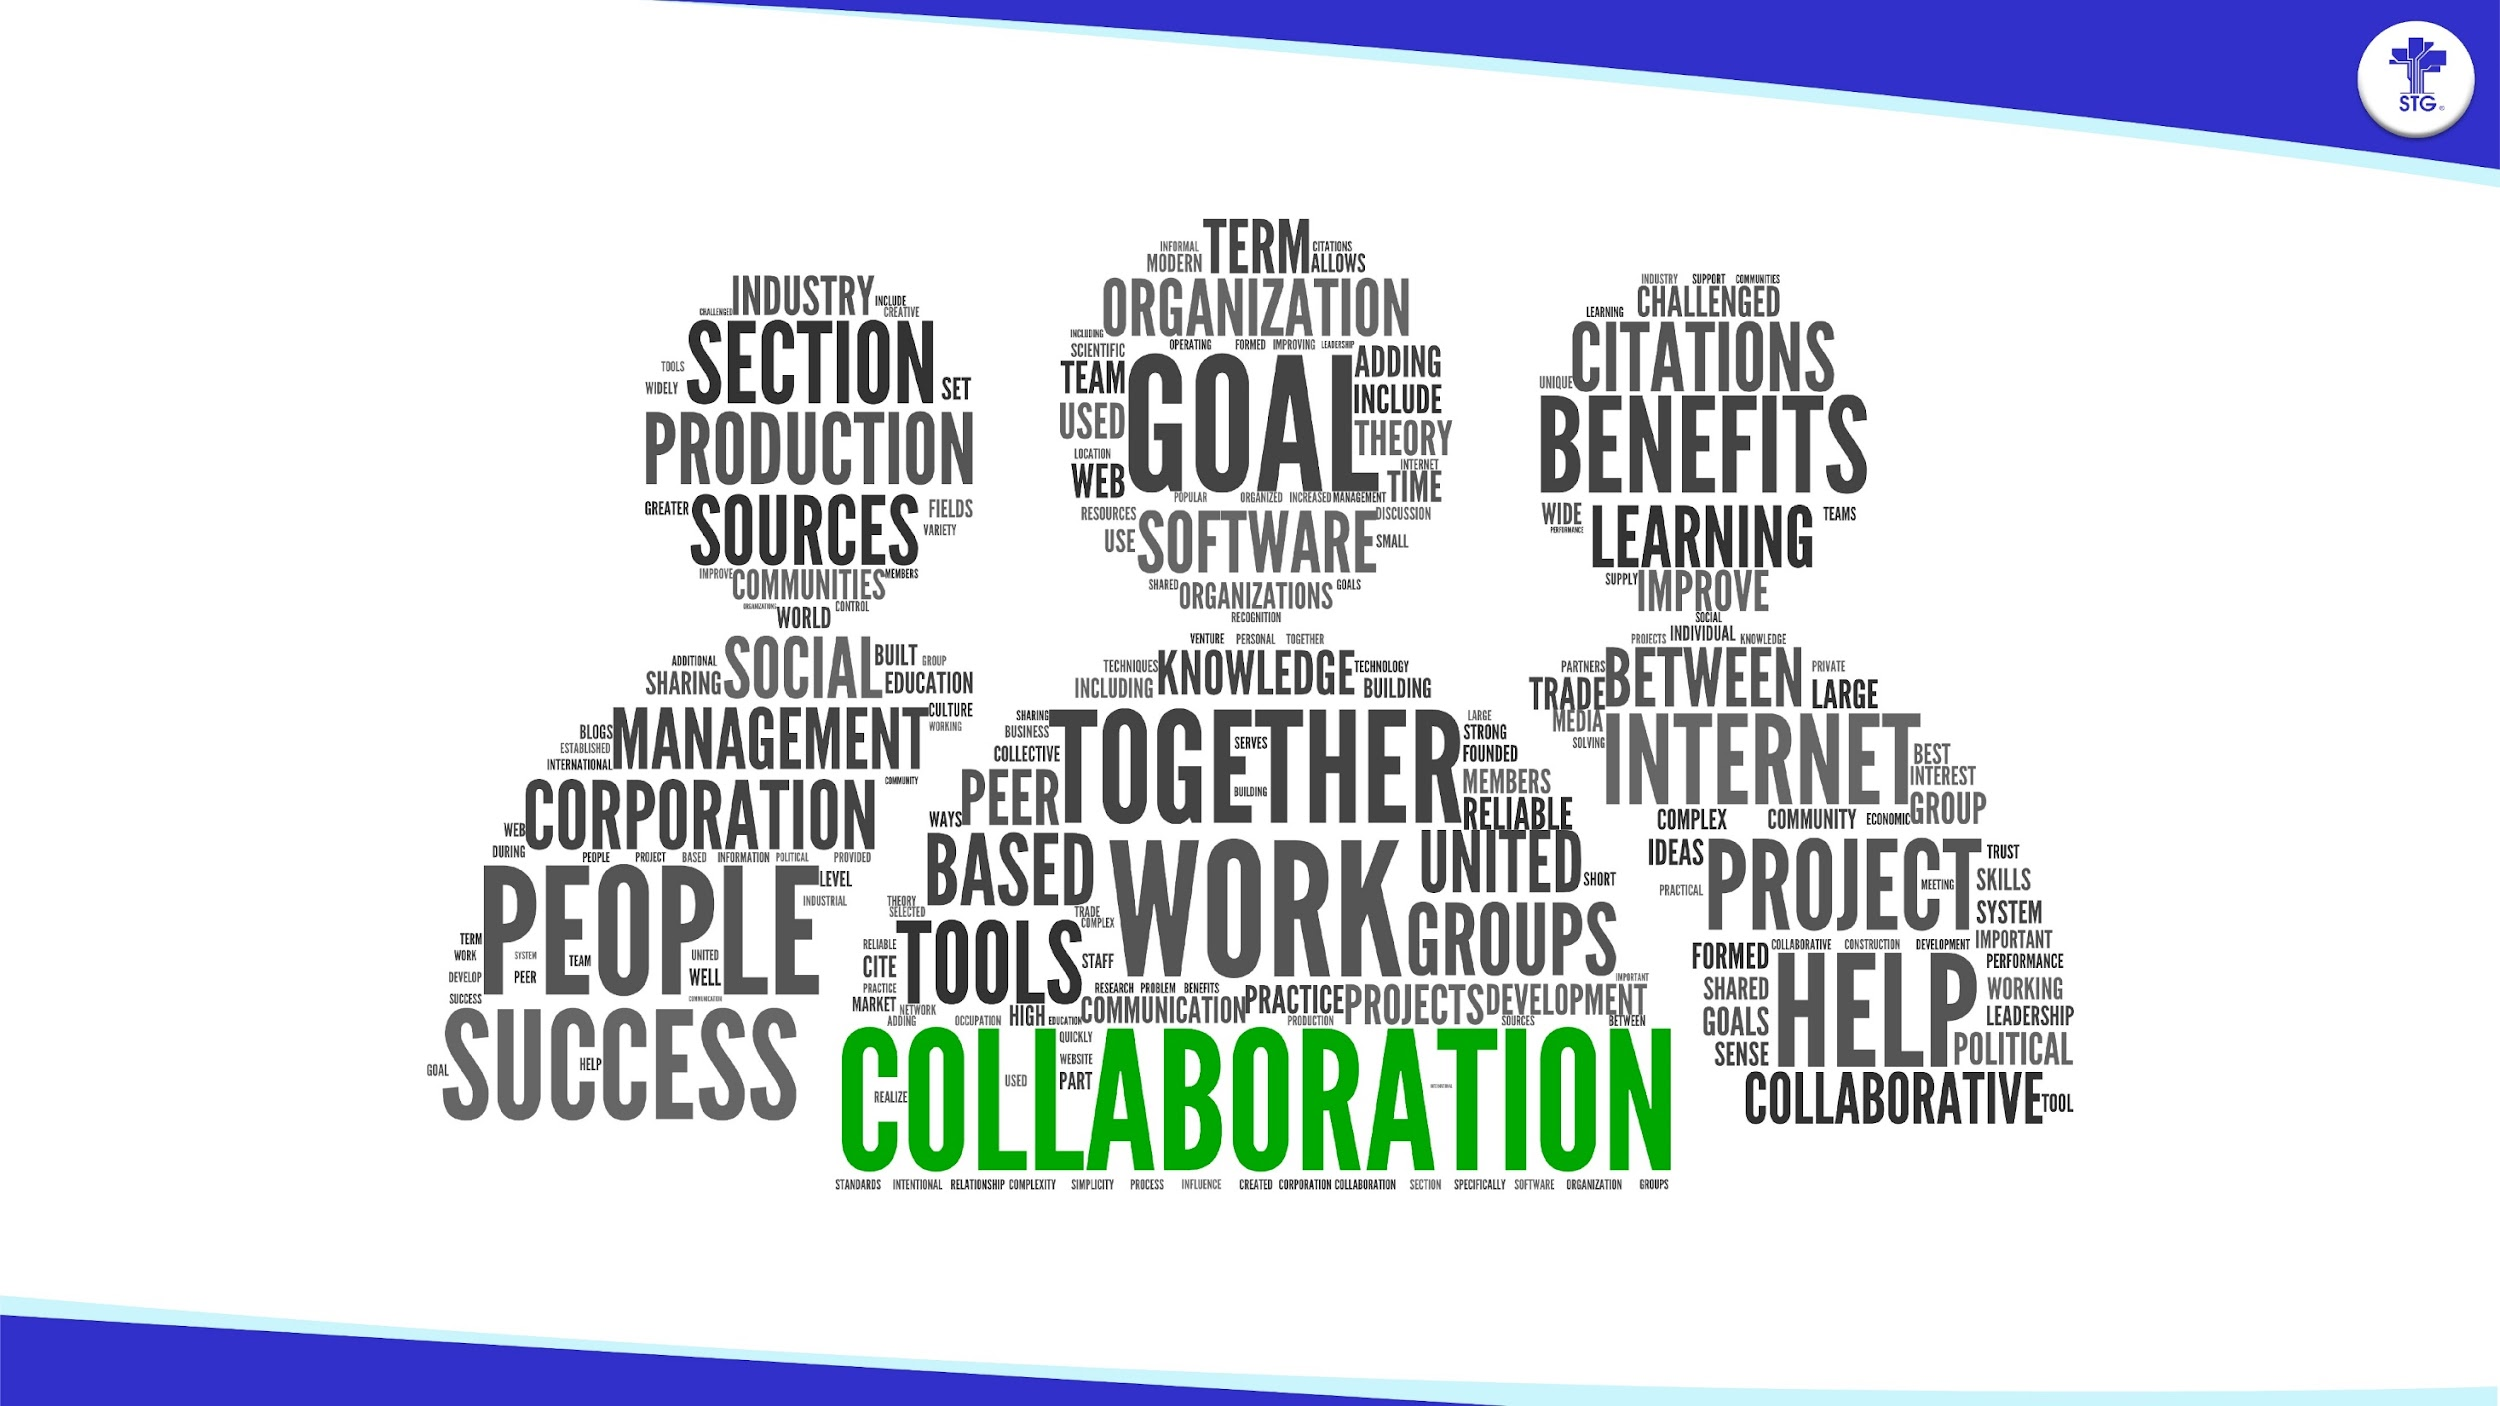 STG
INDUSTRY
CHALLENGED INCLUDE
CREATIVE
SECTION
TOOLS
WIDELY SET
PRODUCTION
GREATER SOURCES FIELDS
VARIETY
IMPROVE COMMUNITIES MEMBERS
ORGANIZATIONS WORLD CONTROL
ADDITIONAL SOCIAL BUILT GROUP
SHARING EDUCATION
MANAGEMENT CULTURE
BLOGS WORKING
ESTABLISHED
INTERNATIONAL
CORPORATION COMMUNITY
WEB
DURING PEOPLE PROJECT BASED INFORMATION POLITICAL PROVIDED
PEOPLE LEVEL
INDUSTRIAL
TERM
WORK SYSTEM TEAM UNITED
DEVELOP PEER WELL
SUCCESS COMMUNICATION
SUCCESS
GOAL HELP
INFORMAL TERM CITATIONS
MODERN ALLOWS
ORGANIZATION
INCLUDING
SCIENTIFIC OPERATING FORMED IMPROVING LEADERSHIP
TEAM GOAL ADDING
INCLUDE
USED THEORY
LOCATION INTERNET
WEB TIME
POPULAR ORGANIZED INCREASED MANAGEMENT
RESOURCES SOFTWARE DISCUSSION
USE SMALL
SHARED ORGANIZATIONS GOALS
RECOGNITION
VENTURE PERSONAL TOGETHER
TECHNIQUES KNOWLEDGE TECHNOLOGY
INCLUDING BUILDING
SHARING TOGETHER LARGE
BUSINESS SERVES STRONG
COLLECTIVE FOUNDED
PEER BUILDING MEMBERS
WAYS RELIABLE
BASED WORK UNITED SHORT
THEORY
SELECTED TRADE
COMPLEX
TOOLS GROUPS
RELIABLE
CITE STAFF
PRACTICE RESEARCH PROBLEM BENEFITS IMPORTANT
MARKET NETWORK HIGH EDUCATION COMMUNICATION PRACTICE PROJECTS DEVELOPMENT
ADDING OCCUPATION PRODUCTION SOURCES BETWEEN
COLLABORATION
QUICKLY
WEBSITE
REALIZE USED PART
STANDARDS INTENTIONAL RELATIONSHIP COMPLEXITY SIMPLICITY PROCESS INFLUENCE CREATED CORPORATION COLLABORATION SECTION SPECIFICALLY SOFTWARE ORGANIZATION GROUPS
INDUSTRY SUPPORT COMMUNITIES
LEARNING CHALLENGED
CITATIONS
UNIQUE
BENEFITS
WIDE LEARNING TEAMS
PERFORMANCE
SUPPLY IMPROVE
SOCIAL
PROJECTS INDIVIDUAL KNOWLEDGE
PARTNERS BETWEEN PRIVATE
TRADE LARGE
MEDIA INTERNET
SOLVING BEST
INTEREST
COMPLEX COMMUNITY ECONOMIC GROUP
IDEAS PROJECT TRUST
PRACTICAL MEETING SKILLS
SYSTEM
FORMED COLLABORATIVE CONSTRUCTION DEVELOPMENT IMPORTANT
HELP PERFORMANCE
SHARED WORKING
GOALS LEADERSHIP
SENSE POLITICAL
COLLABORATIVE TOOL